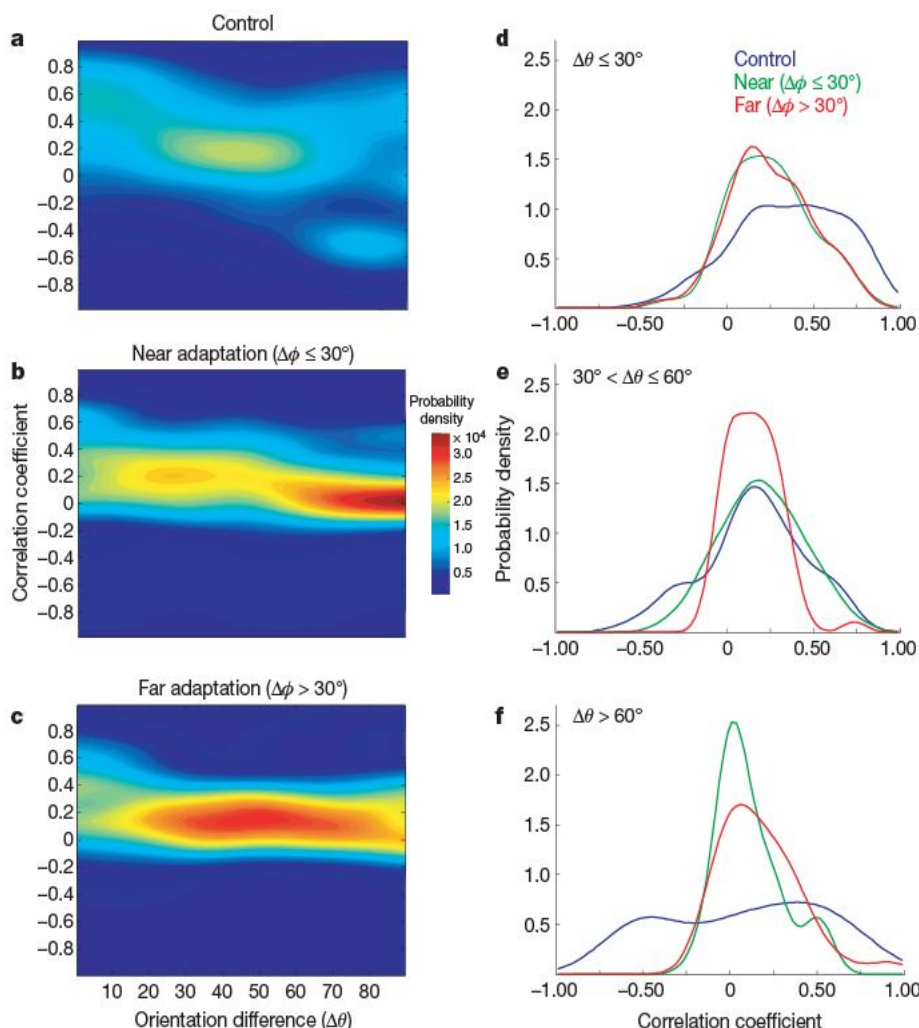 a
Control
0.8
0.6
0.4
0.2
0
−0.2
−0.4
−0.6
−0.8
b
Near adaptation (Δϕ ≤ 30°)
0.8
0.6
0.4
0.2
0
−0.2
−0.4
−0.6
−0.8
Correlation coefficient
Probability
density
× 10⁴
3.0
2.5
2.0
1.5
1.0
0.5
c
Far adaptation (Δϕ > 30°)
0.8
0.6
0.4
0.2
0
−0.2
−0.4
−0.6
−0.8
10 20 30 40 50 60 70 80
Orientation difference (Δθ)
d
Δθ ≤ 30°
Control
Near (Δϕ ≤ 30°)
Far (Δϕ > 30°)
2.5
2.0
1.5
1.0
0.5
−1.00 −0.50 0 0.50 1.00
e
30° < Δθ ≤ 60°
2.5
2.0
1.5
1.0
0.5
−1.00 −0.50 0 0.50 1.00
Probability density
f
Δθ > 60°
2.5
2.0
1.5
1.0
0.5
−1.00 −0.50 0 0.50 1.00
Correlation coefficient